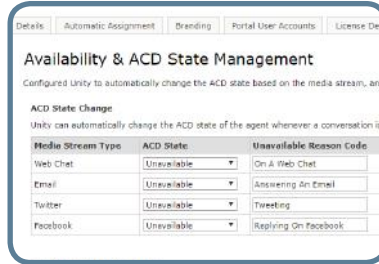 Details Automatic Assignment Branding Portal User Accounts License De
Availability & ACD State Management
Configured Unity to automatically change the ACD state based on the media stream, an
ACD State Change
Unity can automatically change the ACD state of the agent whenever a conversation i
Media Stream Type ACD State Unavailable Reason Code
Web Chat Unavailable On A Web Chat
Email Unavailable Answering An Email
Twitter Unavailable Tweeting
Facebook Unavailable Replying On Facebook